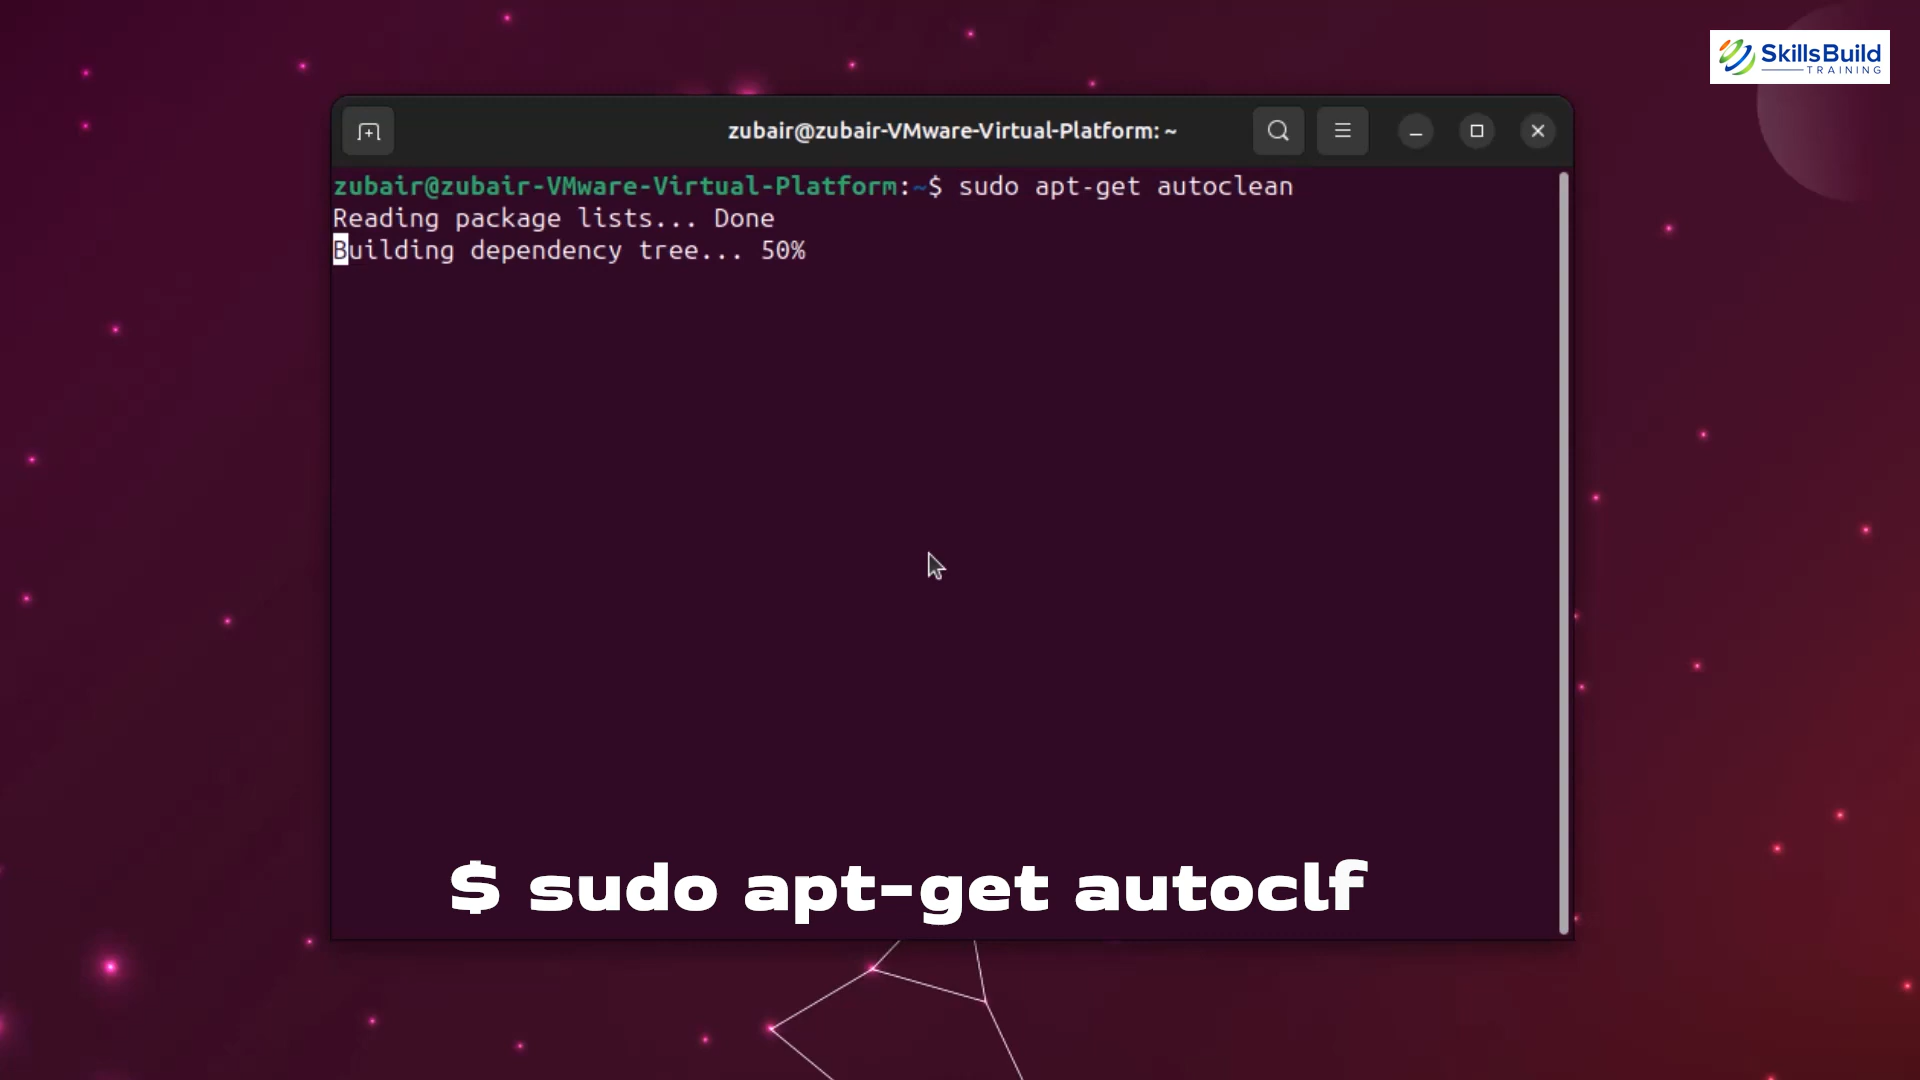 SkillsBuild
TRAINING
zubair@zubair-VMware-Virtual-Platform: ~
zubair@zubair-VMware-Virtual-Platform:~$ sudo apt-get autoclean
Reading package lists... Done
Building dependency tree... 50%
$ sudo apt-get autoclf